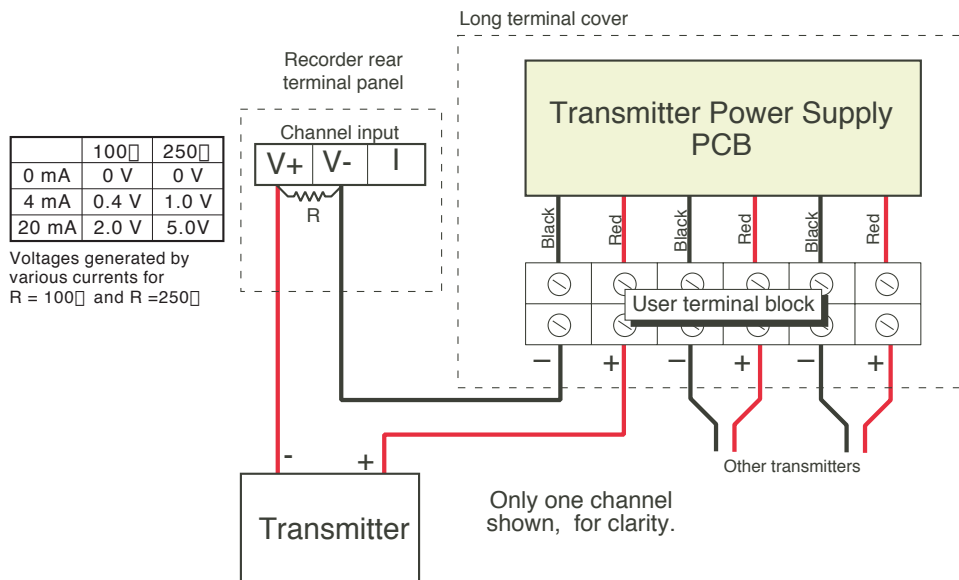 Long terminal cover
Recorder rear
terminal panel
Channel input
V+ V- I
R
Transmitter Power Supply
PCB
Black Red Black Red Black Red
User terminal block
– + – + – +
100▯ 250▯
0 mA 0 V 0 V
4 mA 0.4 V 1.0 V
20 mA 2.0 V 5.0V
Voltages generated by
various currents for
R = 100▯ and R =250▯
- +
Transmitter
Other transmitters
Only one channel
shown, for clarity.